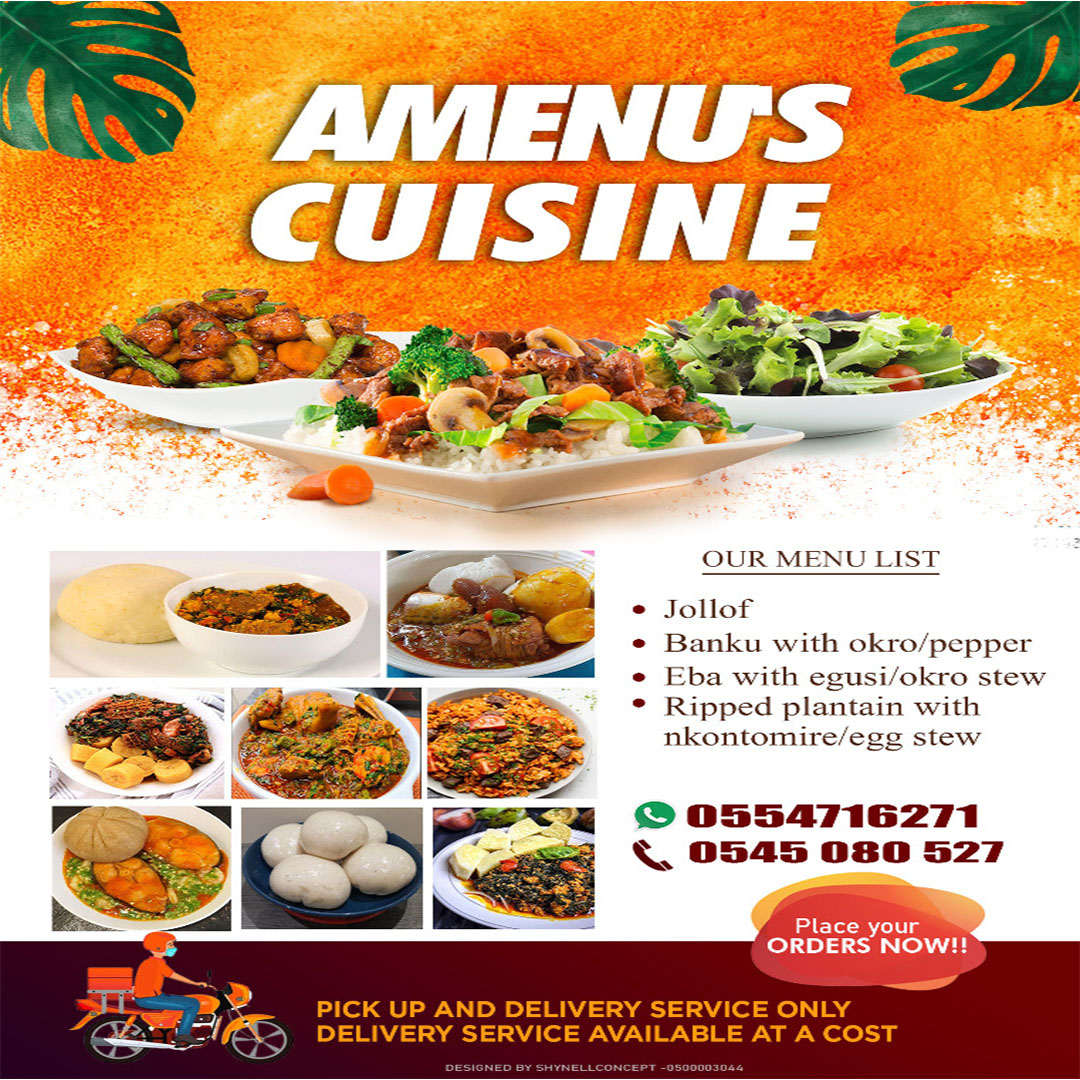 AMENU'S
CUISINE
OUR MENU LIST
• Jollof
• Banku with okro/pepper
• Eba with egusi/okro stew
• Ripped plantain with
nkontomire/egg stew
0554716271
0545 080 527
Place your
ORDERS NOW!!
PICK UP AND DELIVERY SERVICE ONLY
DELIVERY SERVICE AVAILABLE AT A COST
DESIGNED BY SHYNELLCONCEPT -0500003044